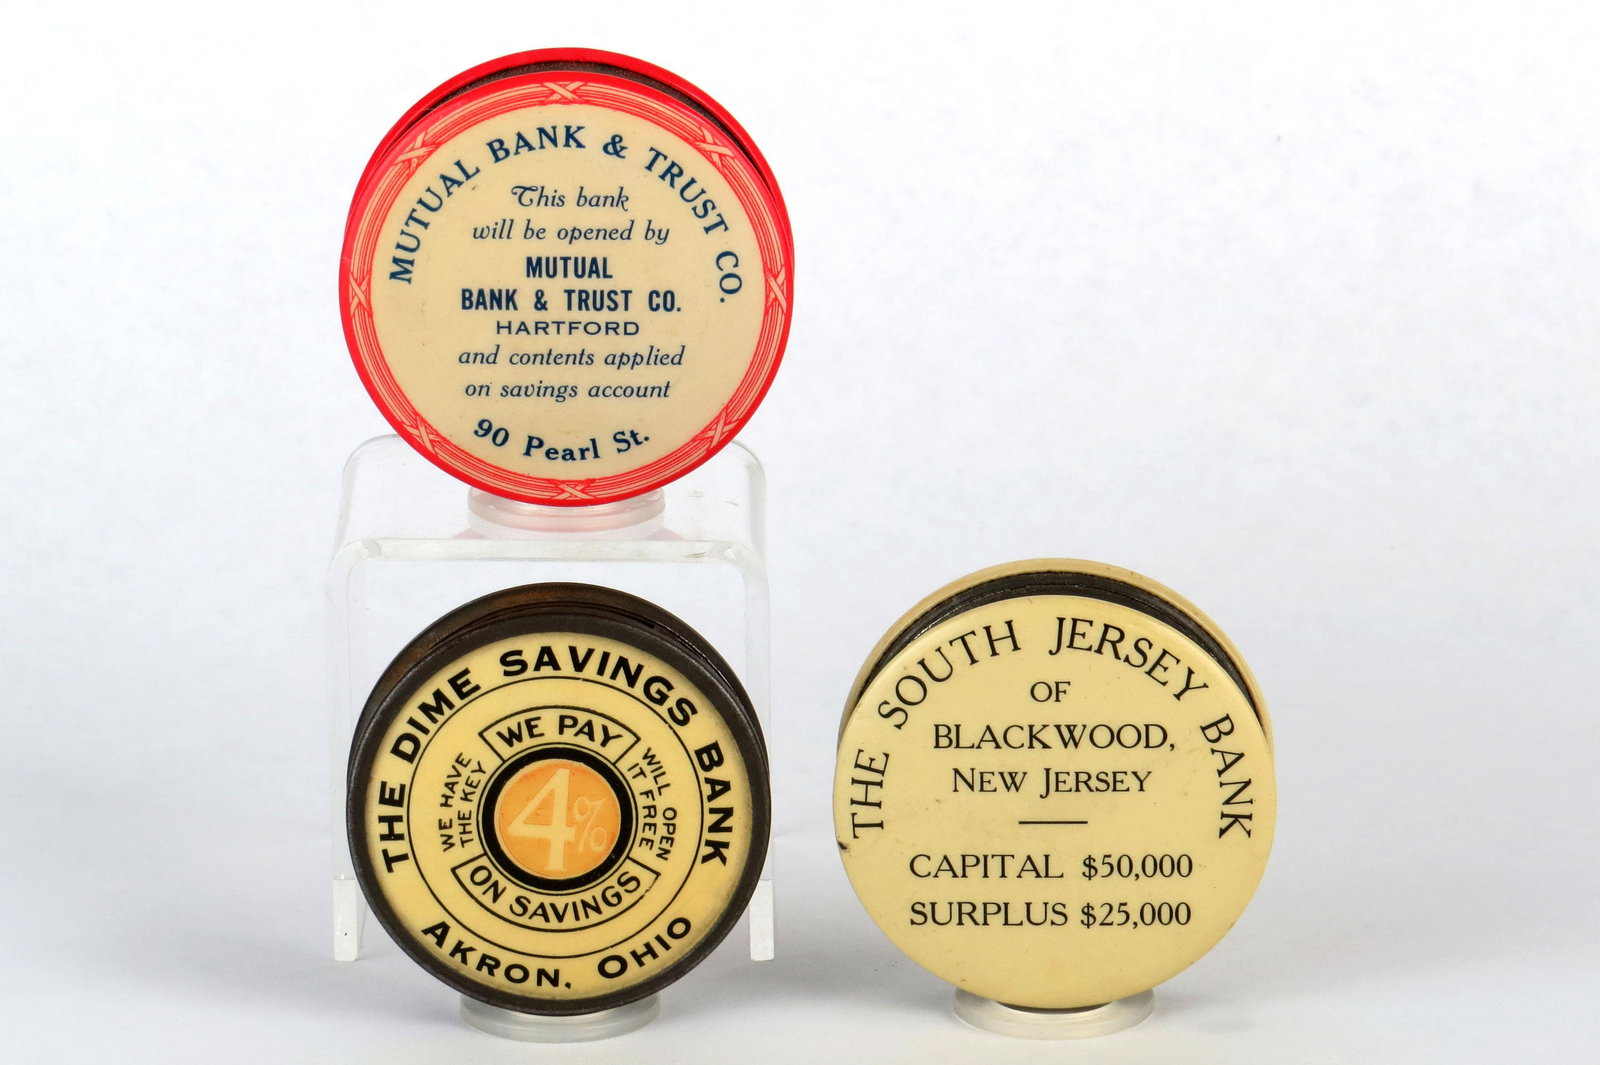 MUTUAL BANK & TRUST CO.
This bank
will be opened by
MUTUAL
BANK & TRUST CO.
HARTFORD
and contents applied
on savings account
90 Pearl St.
THE DIME SAVINGS BANK
WE PAY
WE HAVE
THE KEY
4%
WILL OPEN
IT FREE
ON SAVINGS
AKRON, OHIO
THE SOUTH JERSEY BANK
OF
BLACKWOOD,
NEW JERSEY
CAPITAL $50,000
SURPLUS $25,000